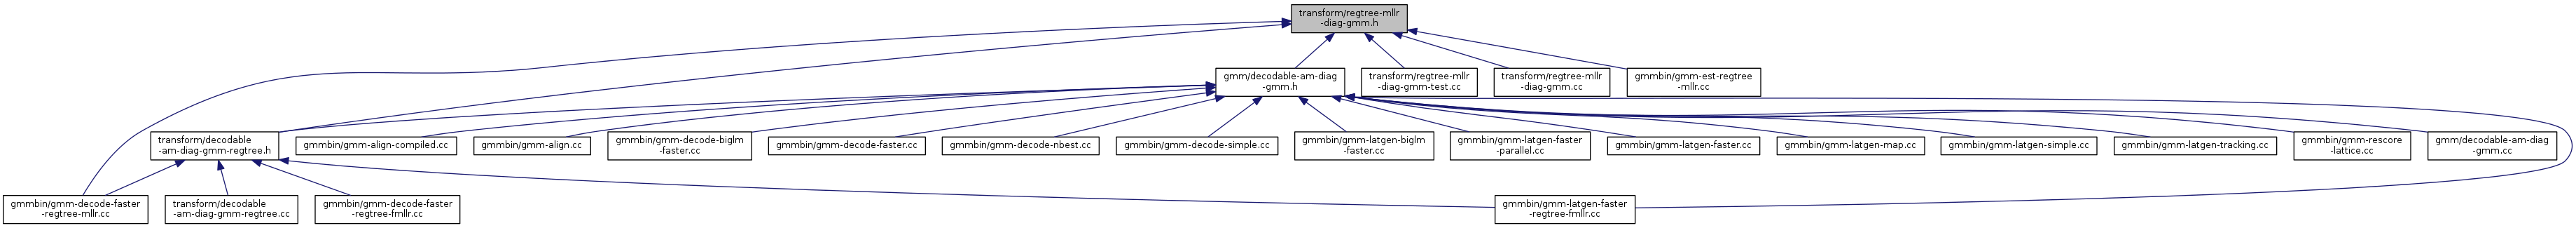 transform/regtree-mllr
-diag-gmm.h
gmm/decodable-am-diag
-gmm.h
transform/regtree-mllr
-diag-gmm-test.cc
transform/regtree-mllr
-diag-gmm.cc
gmmbin/gmm-est-regtree
-mllr.cc
transform/decodable
-am-diag-gmm-regtree.h
gmmbin/gmm-align-compiled.cc
gmmbin/gmm-align.cc
gmmbin/gmm-decode-biglm
-faster.cc
gmmbin/gmm-decode-faster.cc
gmmbin/gmm-decode-nbest.cc
gmmbin/gmm-decode-simple.cc
gmmbin/gmm-latgen-biglm
-faster.cc
gmmbin/gmm-latgen-faster
-parallel.cc
gmmbin/gmm-latgen-faster.cc
gmmbin/gmm-latgen-map.cc
gmmbin/gmm-latgen-simple.cc
gmmbin/gmm-latgen-tracking.cc
gmmbin/gmm-rescore
-lattice.cc
gmm/decodable-am-diag
-gmm.cc
gmmbin/gmm-decode-faster
-regtree-mllr.cc
transform/decodable
-am-diag-gmm-regtree.cc
gmmbin/gmm-decode-faster
-regtree-fmllr.cc
gmmbin/gmm-latgen-faster
-regtree-fmllr.cc